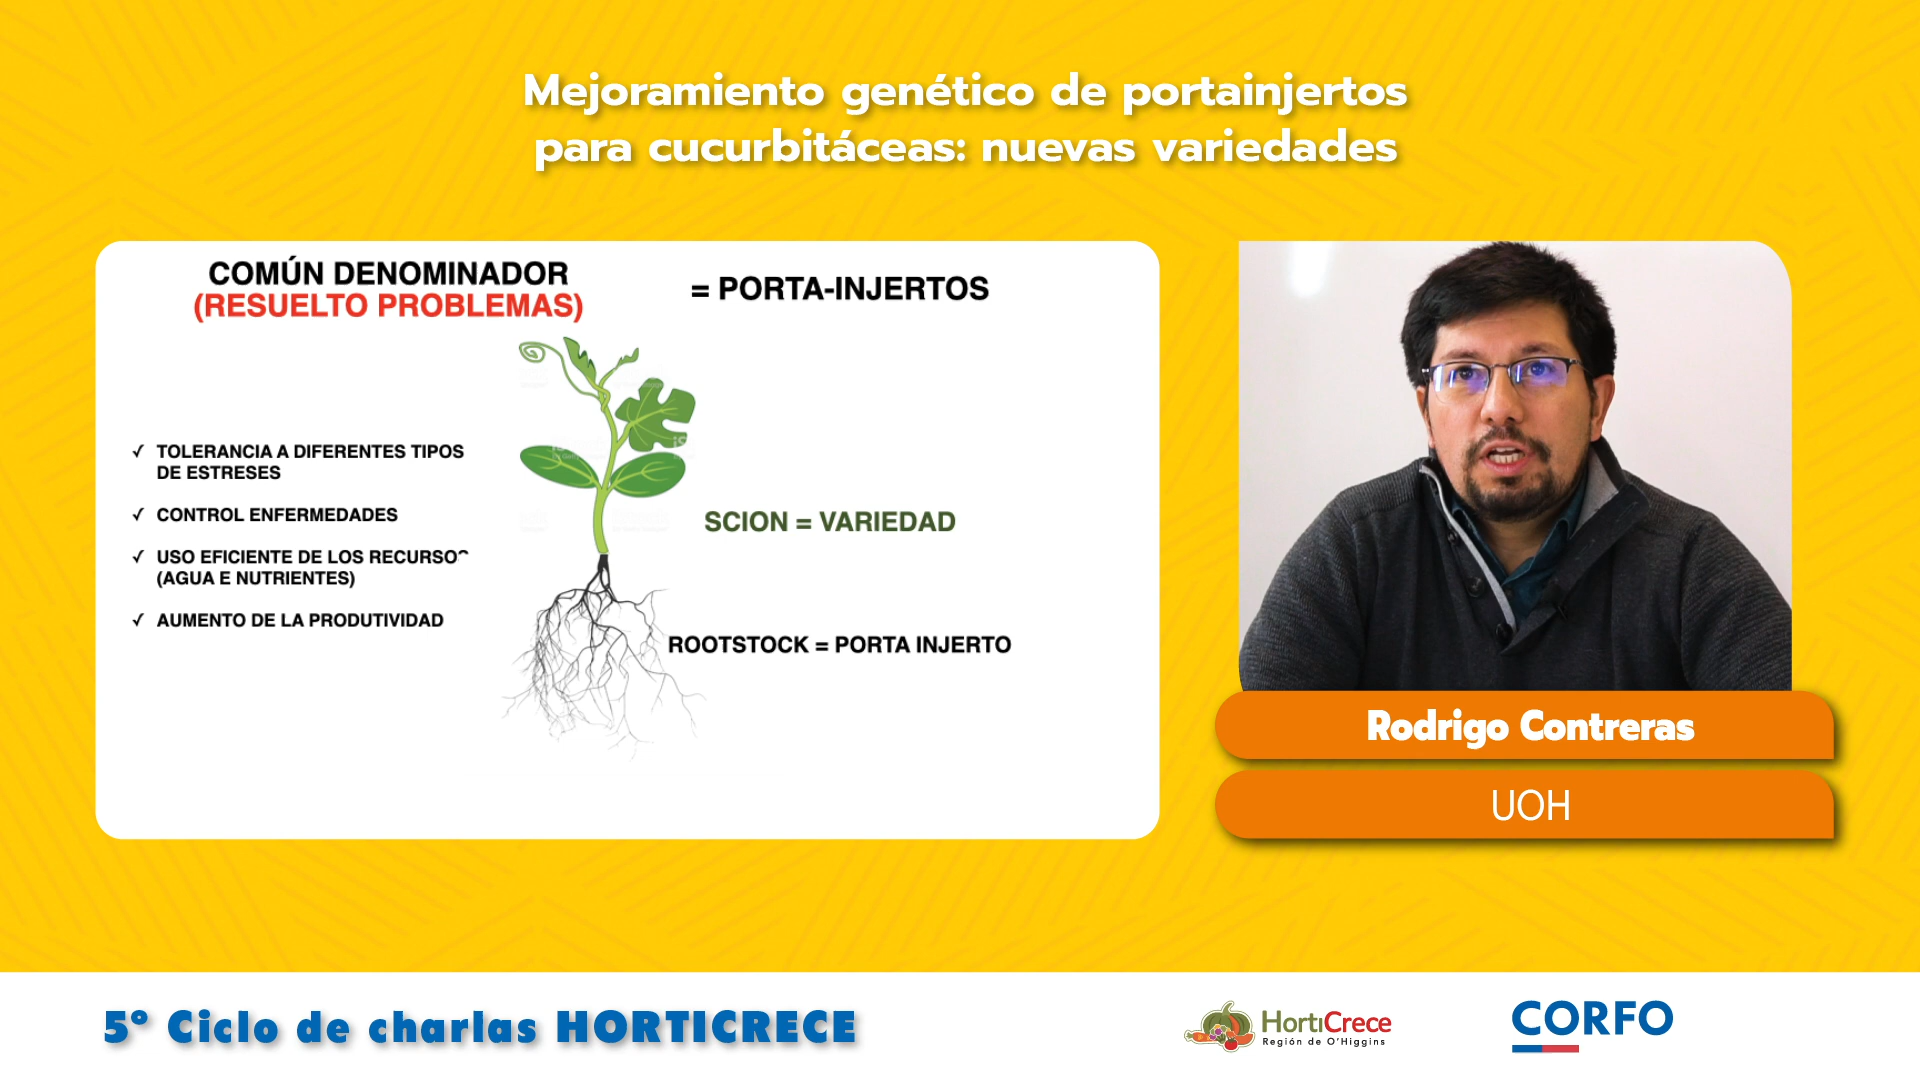 Mejoramiento genético de portainjertos
para cucurbitáceas: nuevas variedades
COMÚN DENOMINADOR
(RESUELTO PROBLEMAS)
= PORTA-INJERTOS
✓ TOLERANCIA A DIFERENTES TIPOS
DE ESTRESES
✓ CONTROL ENFERMEDADES
✓ USO EFICIENTE DE LOS RECURSOS
(AGUA E NUTRIENTES)
✓ AUMENTO DE LA PRODUTIVIDAD
SCION = VARIEDAD
ROOTSTOCK = PORTA INJERTO
Rodrigo Contreras
UOH
5º Ciclo de charlas HORTICRECE
HortiCrece
Región de O'Higgins
CORFO